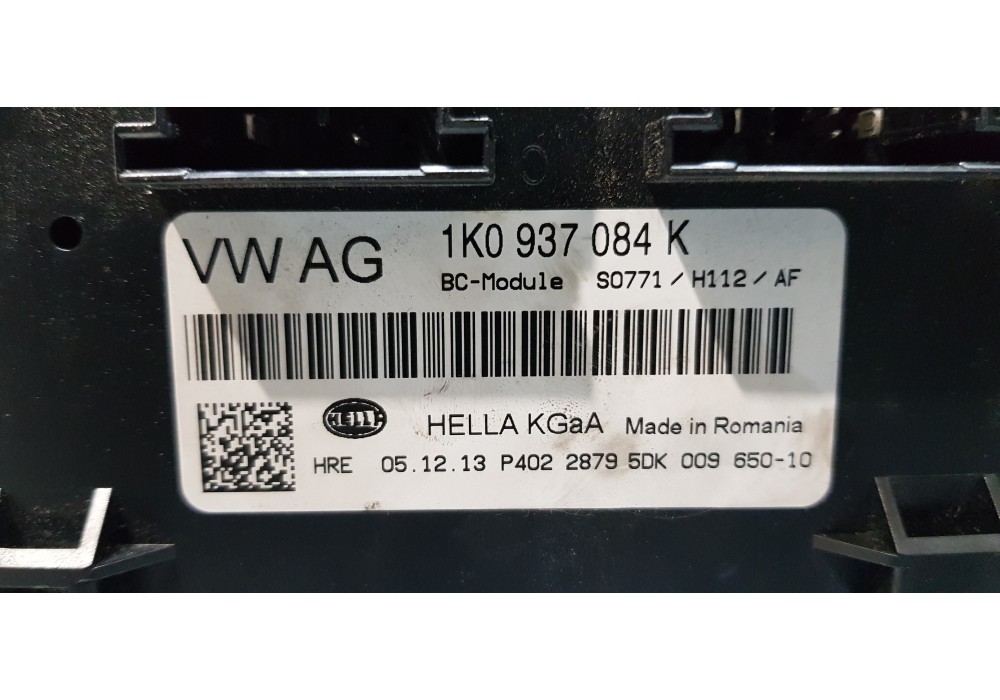 VW AG 1K0 937 084 K
BC-Module S0771 / H112 / AF
HELLA HELLA KGaA Made in Romania
HRE 05.12.13 P402 2879 5DK 009 650-10